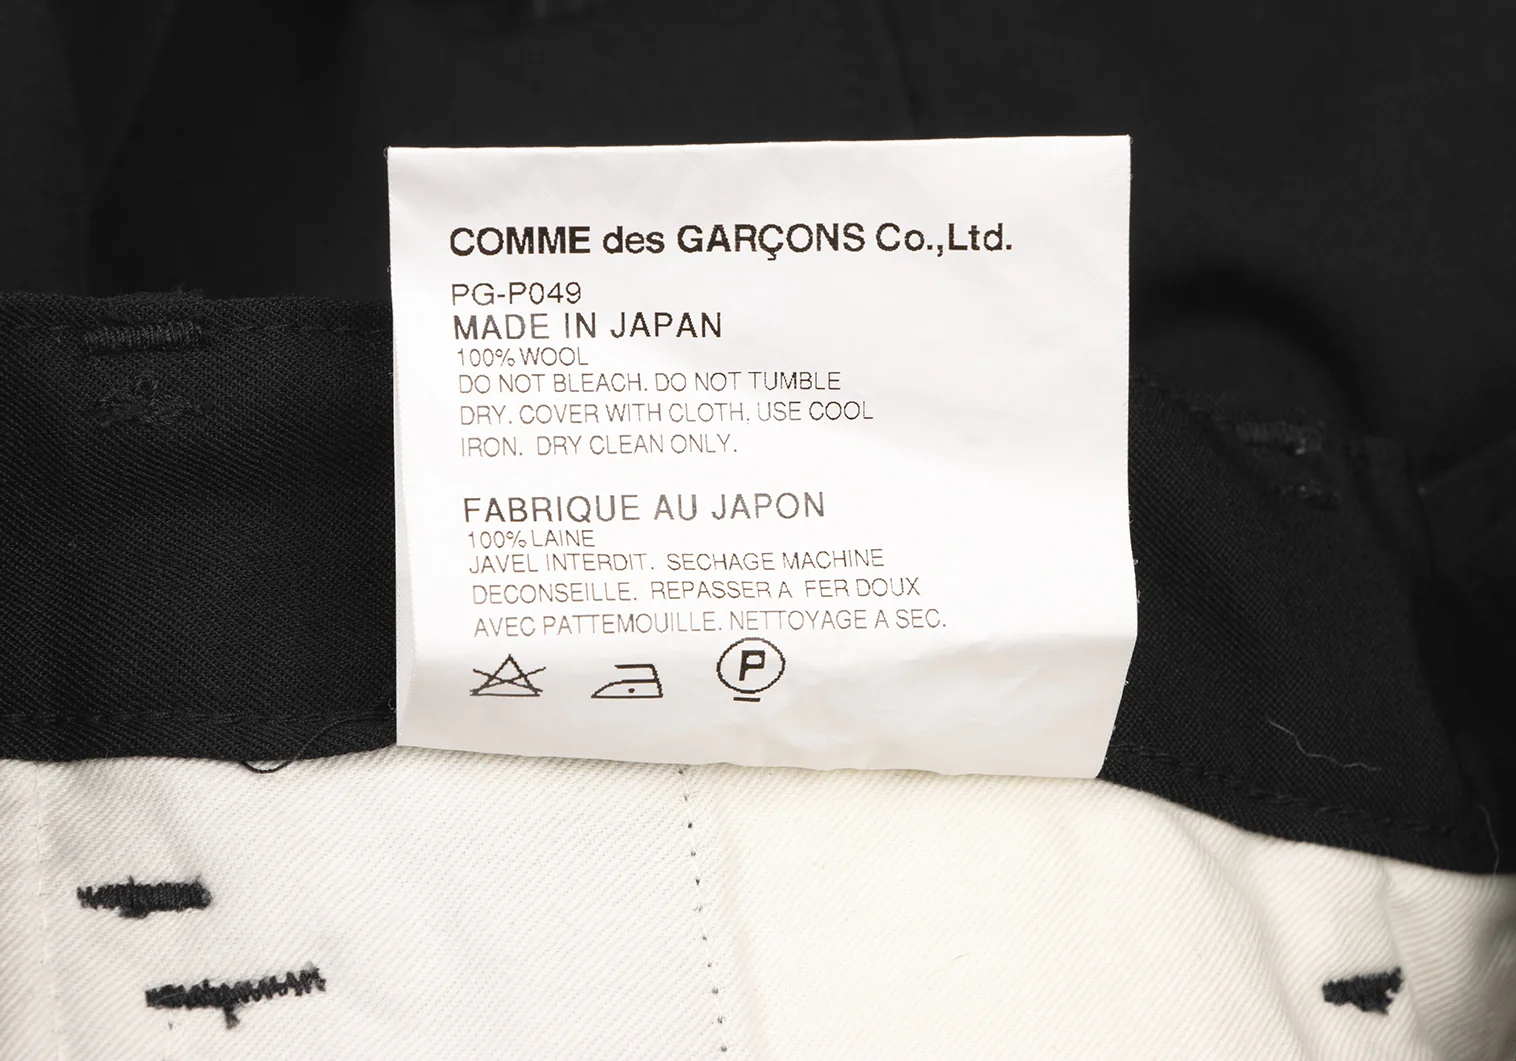 COMME des GARÇONS Co.,Ltd.
PG-P049
MADE IN JAPAN
100% WOOL
DO NOT BLEACH. DO NOT TUMBLE
DRY. COVER WITH CLOTH, USE COOL
IRON. DRY CLEAN ONLY.
FABRIQUE AU JAPON
100% LAINE
JAVEL INTERDIT. SECHAGE MACHINE
DECONSEILLE. REPASSER A FER DOUX
AVEC PATTEMOUILLE. NETTOYAGE A SEC.
P